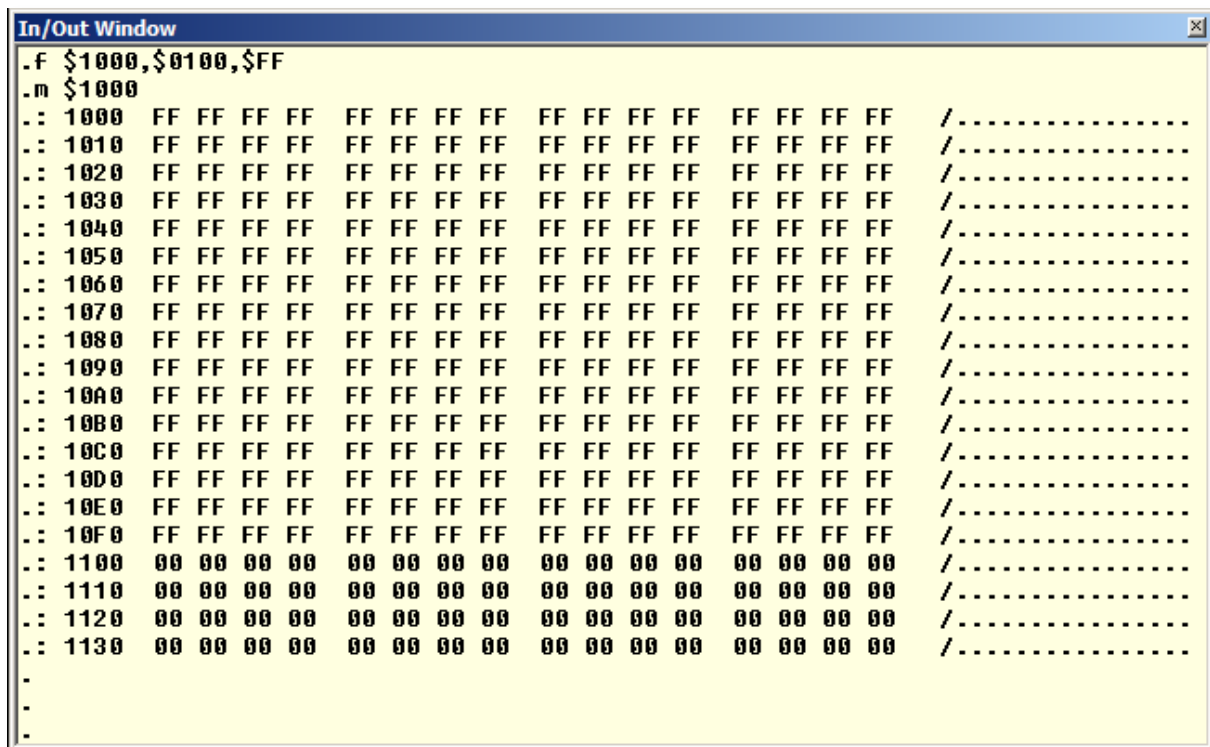 In/Out Window
.f $1000,$0100,$FF
.m $1000
.: 1000 FF FF FF FF FF FF FF FF FF FF FF FF FF FF FF FF /................
.: 1010 FF FF FF FF FF FF FF FF FF FF FF FF FF FF FF FF /................
.: 1020 FF FF FF FF FF FF FF FF FF FF FF FF FF FF FF FF /................
.: 1030 FF FF FF FF FF FF FF FF FF FF FF FF FF FF FF FF /................
.: 1040 FF FF FF FF FF FF FF FF FF FF FF FF FF FF FF FF /................
.: 1050 FF FF FF FF FF FF FF FF FF FF FF FF FF FF FF FF /................
.: 1060 FF FF FF FF FF FF FF FF FF FF FF FF FF FF FF FF /................
.: 1070 FF FF FF FF FF FF FF FF FF FF FF FF FF FF FF FF /................
.: 1080 FF FF FF FF FF FF FF FF FF FF FF FF FF FF FF FF /................
.: 1090 FF FF FF FF FF FF FF FF FF FF FF FF FF FF FF FF /................
.: 10A0 FF FF FF FF FF FF FF FF FF FF FF FF FF FF FF FF /................
.: 10B0 FF FF FF FF FF FF FF FF FF FF FF FF FF FF FF FF /................
.: 10C0 FF FF FF FF FF FF FF FF FF FF FF FF FF FF FF FF /................
.: 10D0 FF FF FF FF FF FF FF FF FF FF FF FF FF FF FF FF /................
.: 10E0 FF FF FF FF FF FF FF FF FF FF FF FF FF FF FF FF /................
.: 10F0 FF FF FF FF FF FF FF FF FF FF FF FF FF FF FF FF /................
.: 1100 00 00 00 00 00 00 00 00 00 00 00 00 00 00 00 00 /................
.: 1110 00 00 00 00 00 00 00 00 00 00 00 00 00 00 00 00 /................
.: 1120 00 00 00 00 00 00 00 00 00 00 00 00 00 00 00 00 /................
.: 1130 00 00 00 00 00 00 00 00 00 00 00 00 00 00 00 00 /................
.
.
.